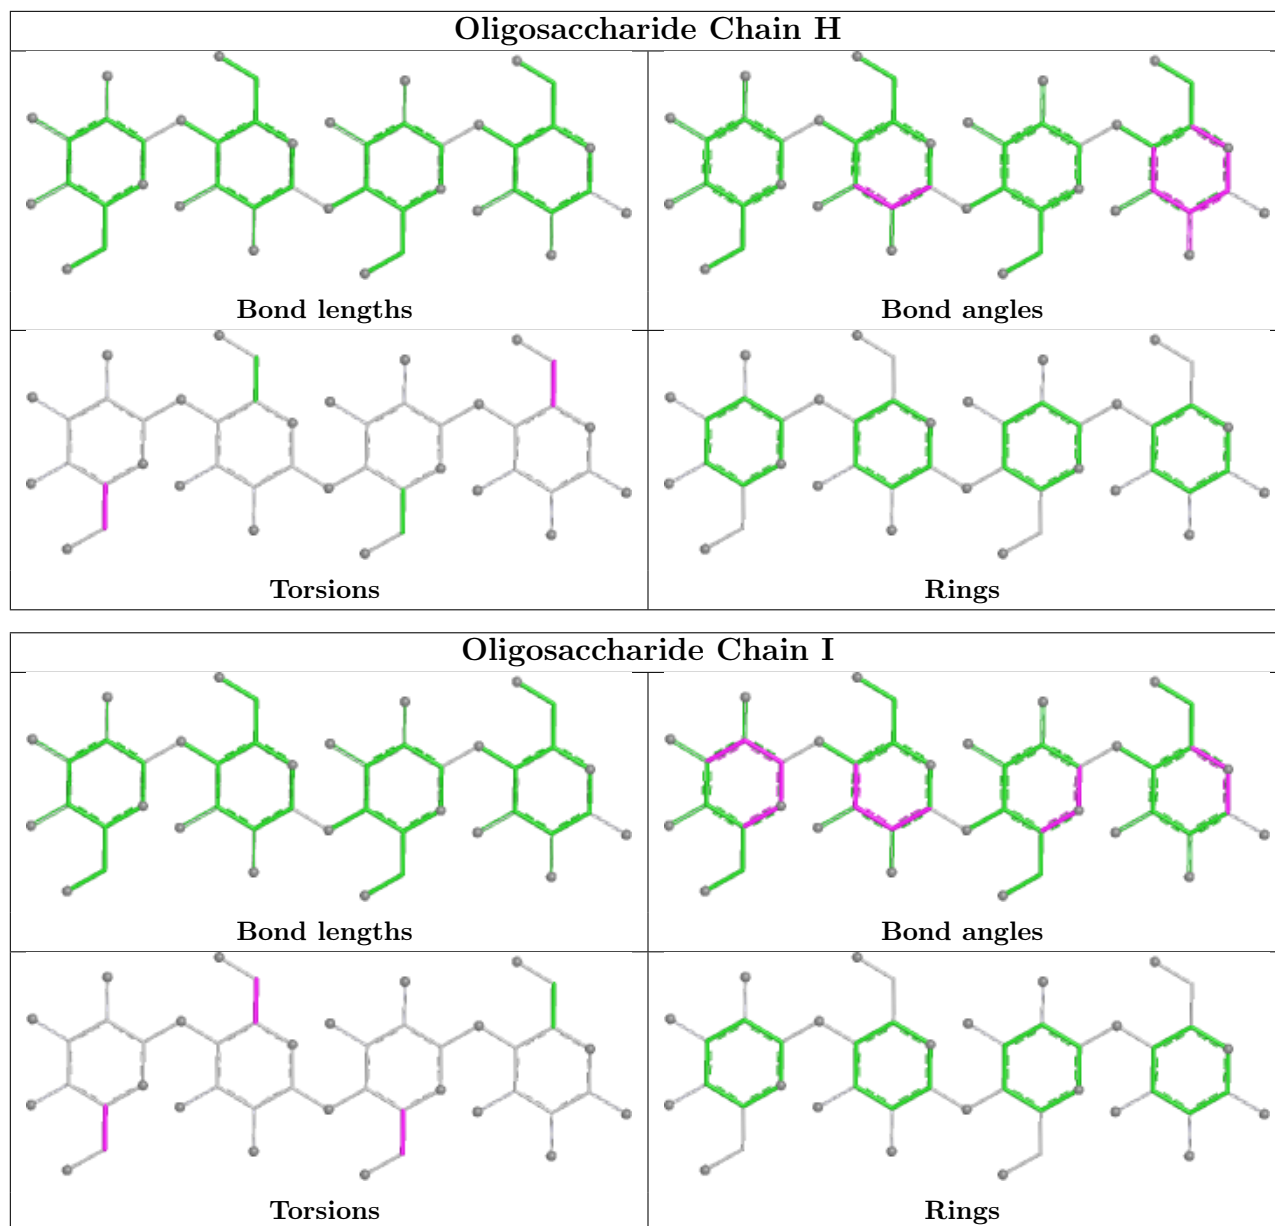 Oligosaccharide Chain H
Bond lengths
Bond angles
Torsions
Rings
Oligosaccharide Chain I
Bond lengths
Bond angles
Torsions
Rings